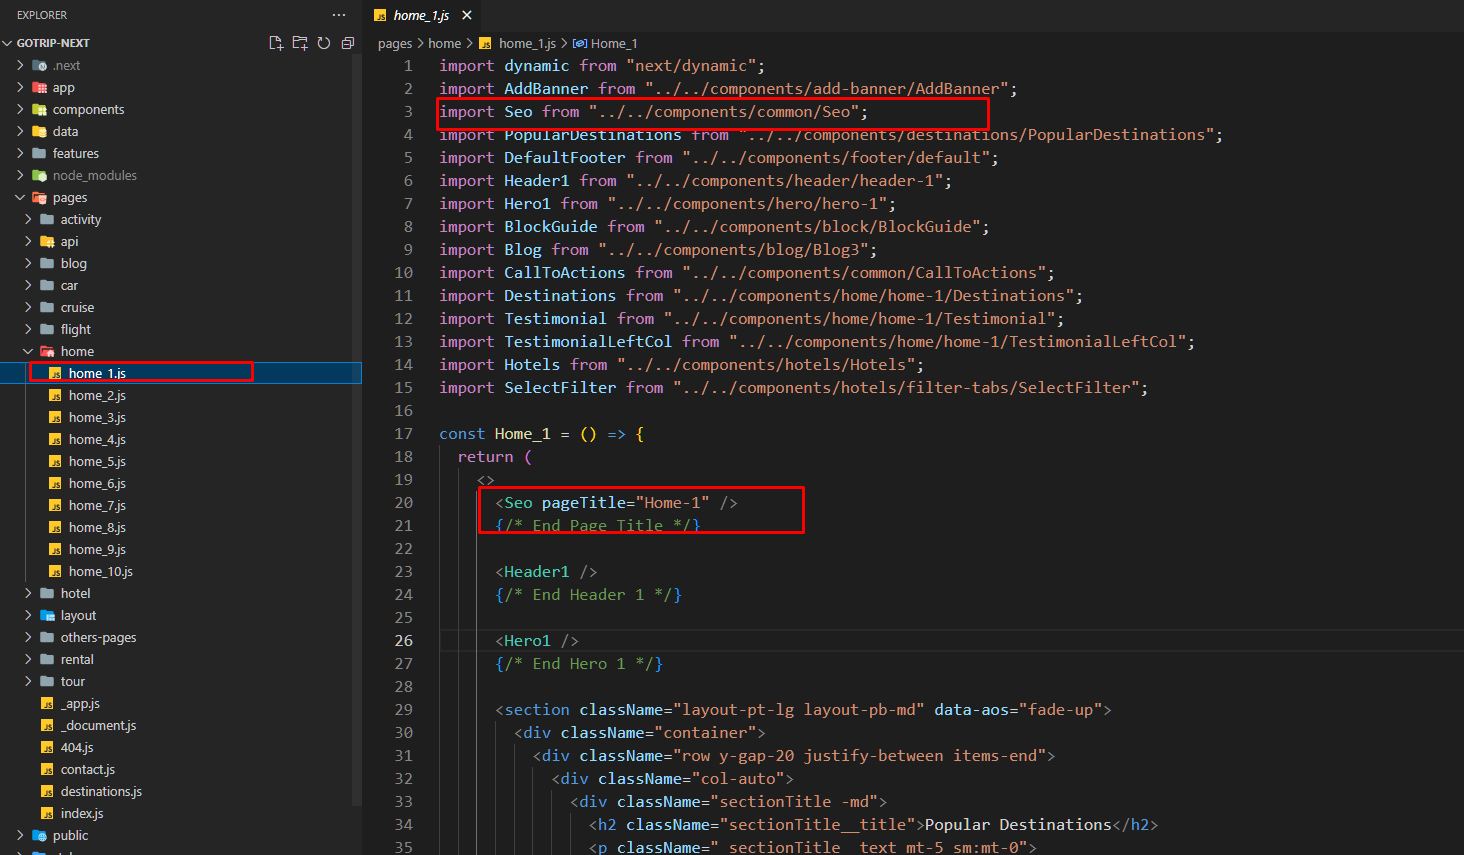 EXPLORER
GOTRIP-NEXT
.next
app
components
data
features
node_modules
pages
activity
api
blog
car
cruise
flight
home
home_1.js
home_2.js
home_3.js
home_4.js
home_5.js
home_6.js
home_7.js
home_8.js
home_9.js
home_10.js
hotel
layout
others-pages
rental
tour
_app.js
_document.js
404.js
contact.js
destinations.js
index.js
public
home_1.js
pages > home > home_1.js > Home_1
1 import dynamic from "next/dynamic";
2 import AddBanner from "../../components/add-banner/AddBanner";
3 import Seo from "../../components/common/Seo";
4 import PopularDestinations from "../../components/destinations/PopularDestinations";
5 import DefaultFooter from "../../components/footer/default";
6 import Header1 from "../../components/header/header-1";
7 import Hero1 from "../../components/hero/hero-1";
8 import BlockGuide from "../../components/block/BlockGuide";
9 import Blog from "../../components/blog/Blog3";
10 import CallToActions from "../../components/common/CallToActions";
11 import Destinations from "../../components/home/home-1/Destinations";
12 import Testimonial from "../../components/home/home-1/Testimonial";
13 import TestimonialLeftCol from "../../components/home/home-1/TestimonialLeftCol";
14 import Hotels from "../../components/hotels/Hotels";
15 import SelectFilter from "../../components/hotels/filter-tabs/SelectFilter";
16
17 const Home_1 = () => {
18 return (
19 <>
20 <Seo pageTitle="Home-1" />
21 {/* End Page Title */}
22
23 <Header1 />
24 {/* End Header 1 */}
25
26 <Hero1 />
27 {/* End Hero 1 */}
28
29 <section className="layout-pt-lg layout-pb-md" data-aos="fade-up">
30 <div className="container">
31 <div className="row y-gap-20 justify-between items-end">
32 <div className="col-auto">
33 <div className="sectionTitle -md">
34 <h2 className="sectionTitle__title">Popular Destinations</h2>
35 <p className=" sectionTitle__text mt-5 sm:mt-0">